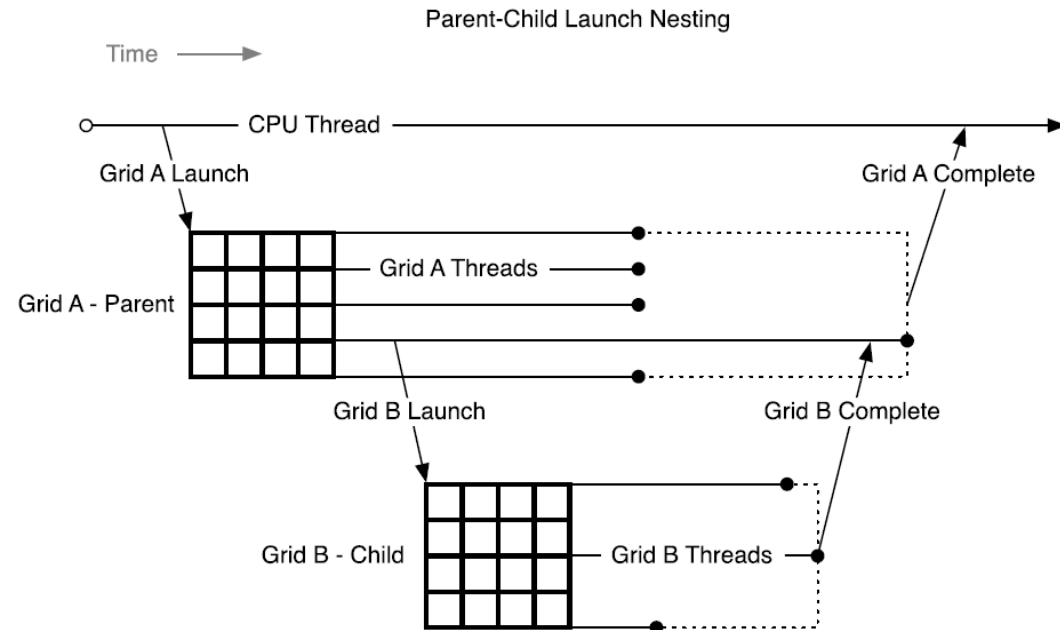 Parent-Child Launch Nesting
Time
CPU Thread
Grid A Launch
Grid A Complete
Grid A Threads
Grid A - Parent
Grid B Launch
Grid B Complete
Grid B - Child
Grid B Threads